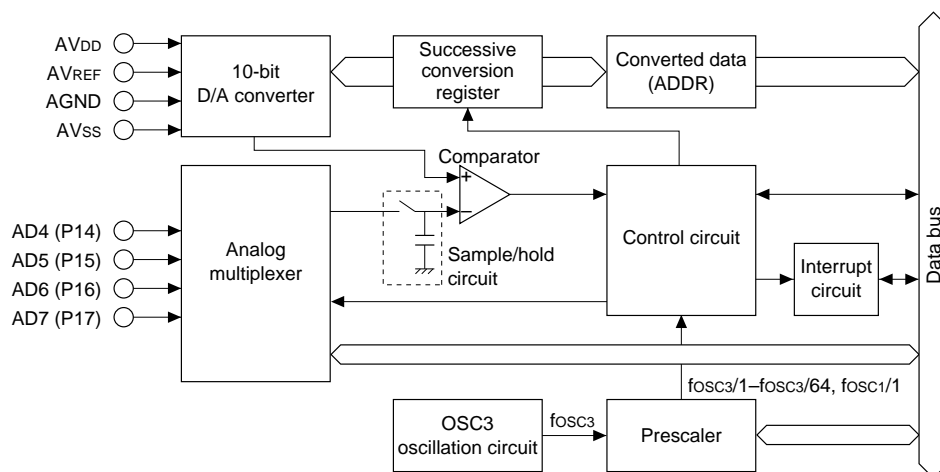 AVDD
AVREF
AGND
AVSS
10-bit
D/A converter
Successive
conversion
register
Converted data
(ADDR)
Comparator
+
–
AD4 (P14)
AD5 (P15)
AD6 (P16)
AD7 (P17)
Analog
multiplexer
Sample/hold
circuit
Control circuit
Interrupt
circuit
Data bus
fOSC3/1–fOSC3/64, fOSC1/1
OSC3
oscillation circuit
fOSC3
Prescaler